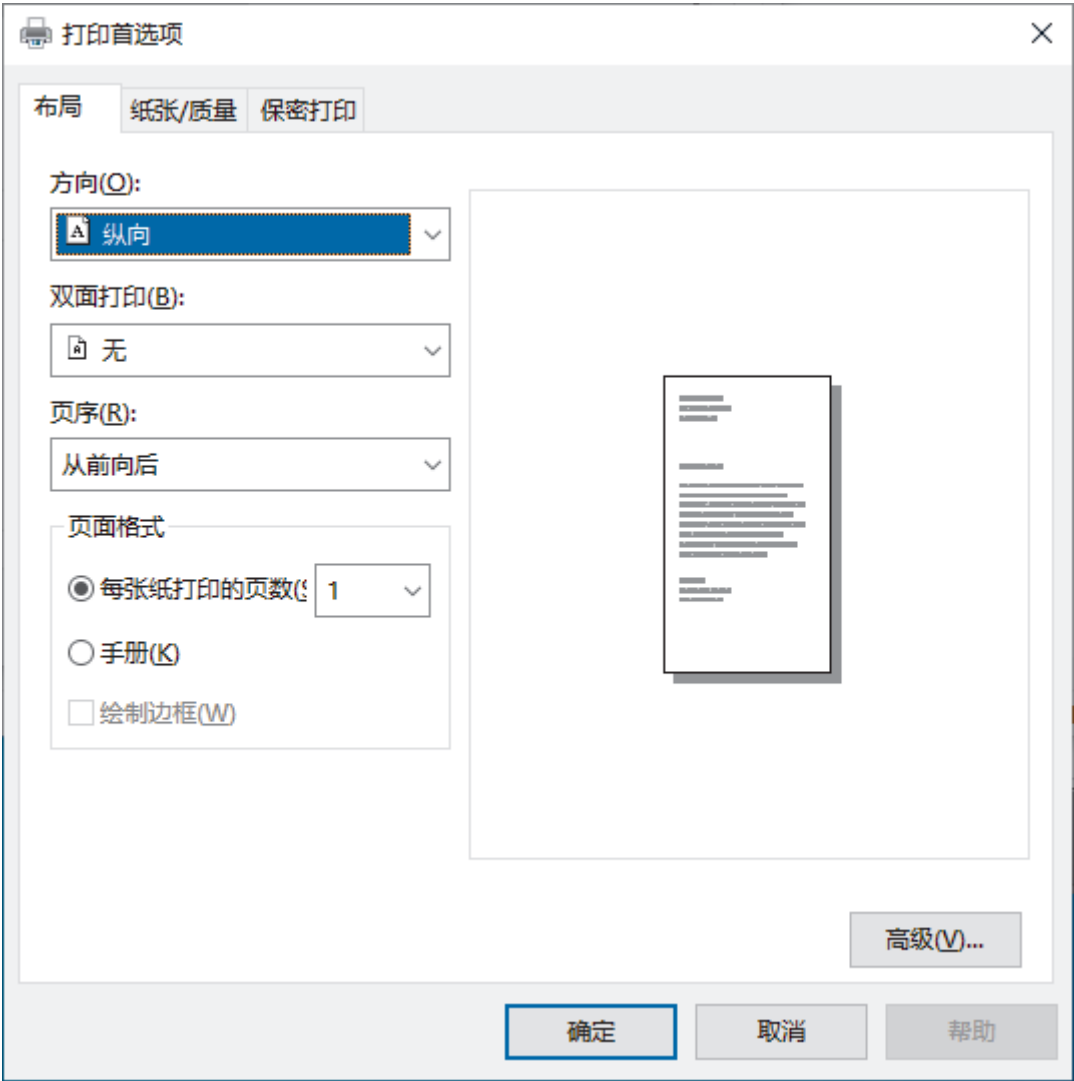 打印首选项
布局 纸张/质量 保密打印
方向(O):
纵向
双面打印(B):
无
页序(R):
从前向后
页面格式
每张纸打印的页数( 1
手册(K)
绘制边框(W)
高级(V)...
确定 取消 帮助